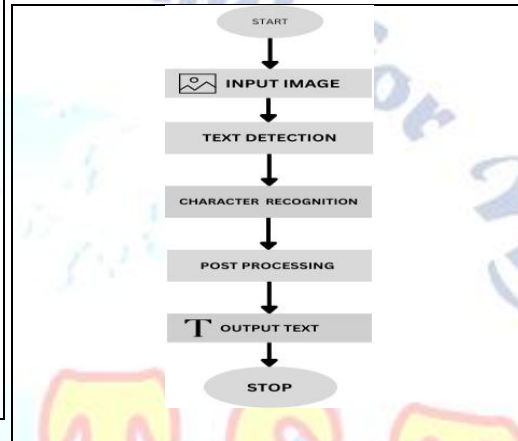 START
INPUT IMAGE
TEXT DETECTION
CHARACTER RECOGNITION
POST PROCESSING
T OUTPUT TEXT
STOP